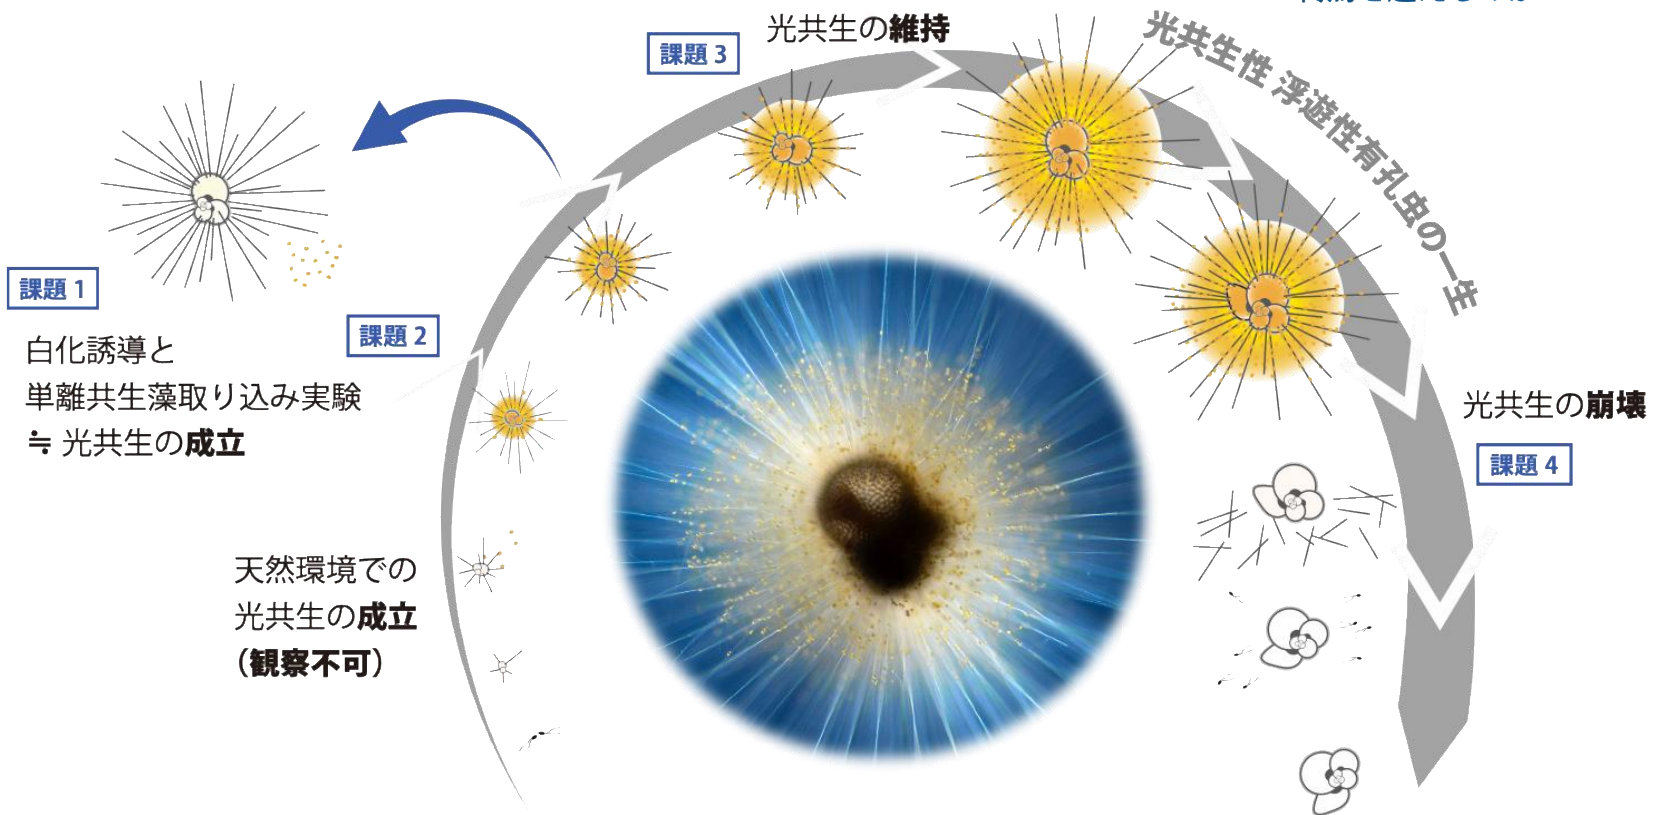 光共生の維持
課題 3
光共生性 浮遊性有孔虫の一生
課題 1
白化誘導と
単離共生藻取り込み実験
≒ 光共生の成立
課題 2
天然環境での
光共生の成立
（観察不可）
光共生の崩壊
課題 4